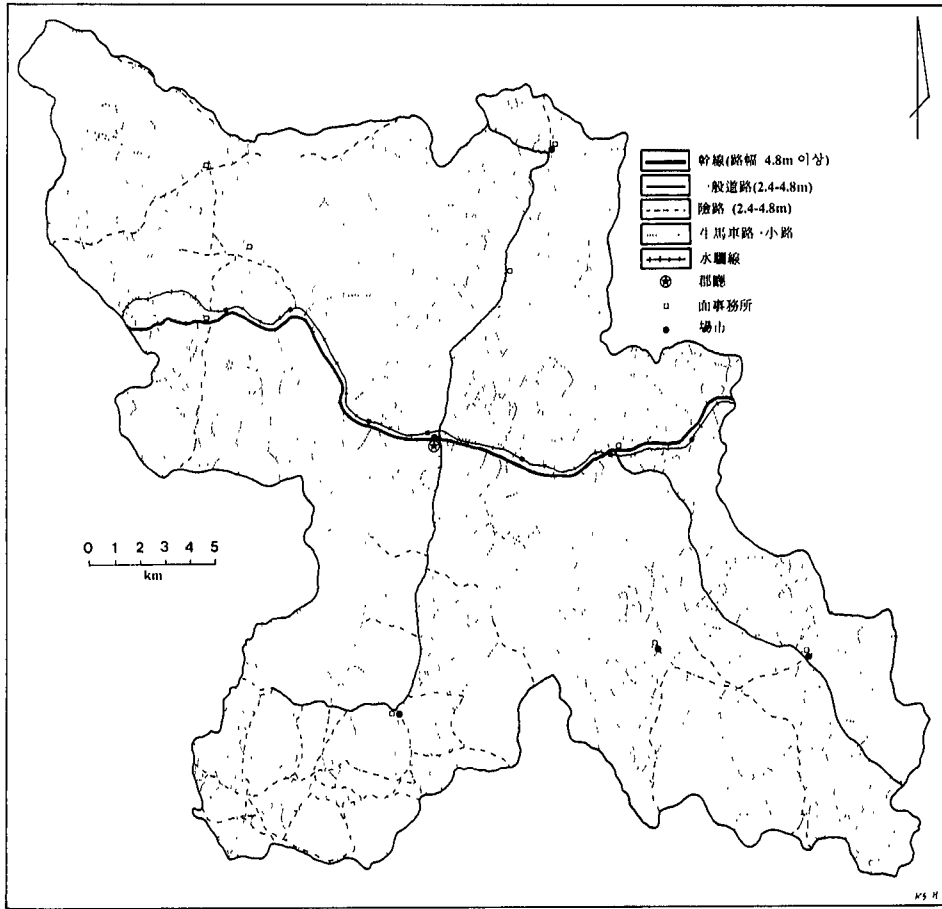 幹線(路幅 4.8m 이상)
一般道路(2.4-4.8m)
險路 (2.4-4.8m)
牛馬車路·小路
水驪線
郡廳
面事務所
場市
0 1 2 3 4 5
km